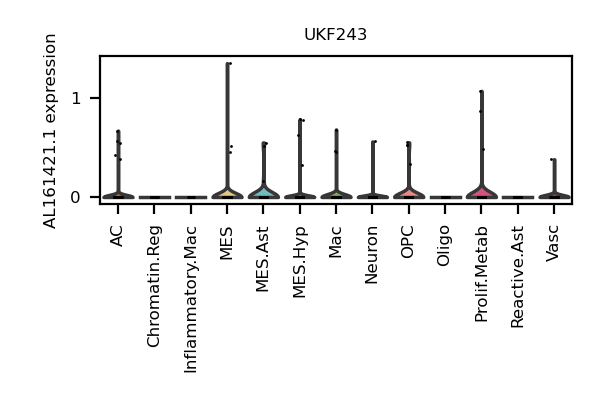 UKF243
AL161421.1 expression
1
0
AC
Chromatin.Reg
Inflammatory.Mac
MES
MES.Ast
MES.Hyp
Mac
Neuron
OPC
Oligo
Prolif.Metab
Reactive.Ast
Vasc